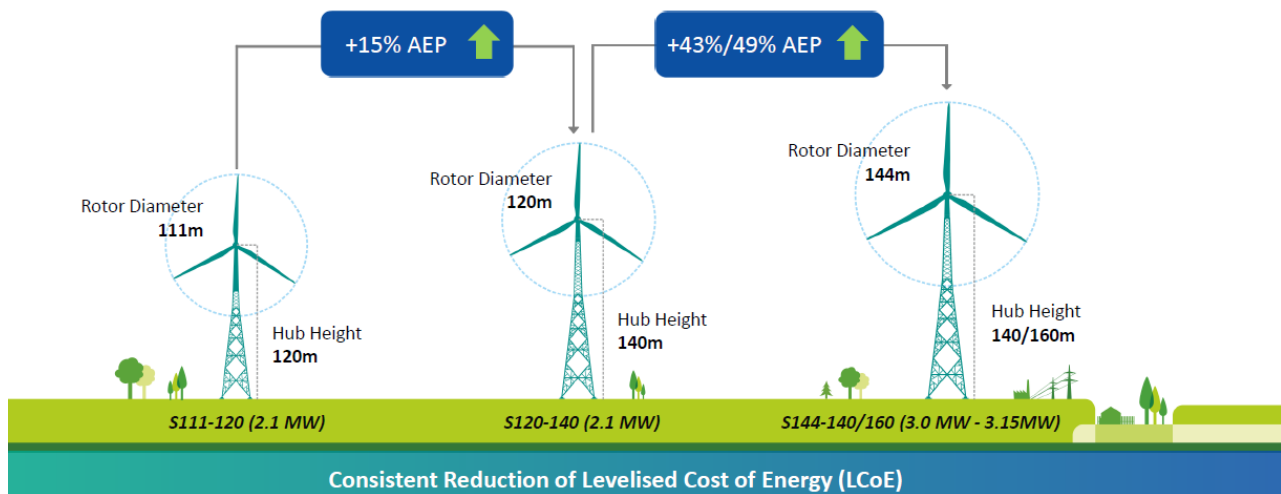 +15% AEP
+43%/49% AEP
Rotor Diameter
111m
Hub Height
120m
Rotor Diameter
120m
Hub Height
140m
Rotor Diameter
144m
Hub Height
140/160m
S111-120 (2.1 MW)
S120-140 (2.1 MW)
S144-140/160 (3.0 MW - 3.15MW)
Consistent Reduction of Levelised Cost of Energy (LCoE)